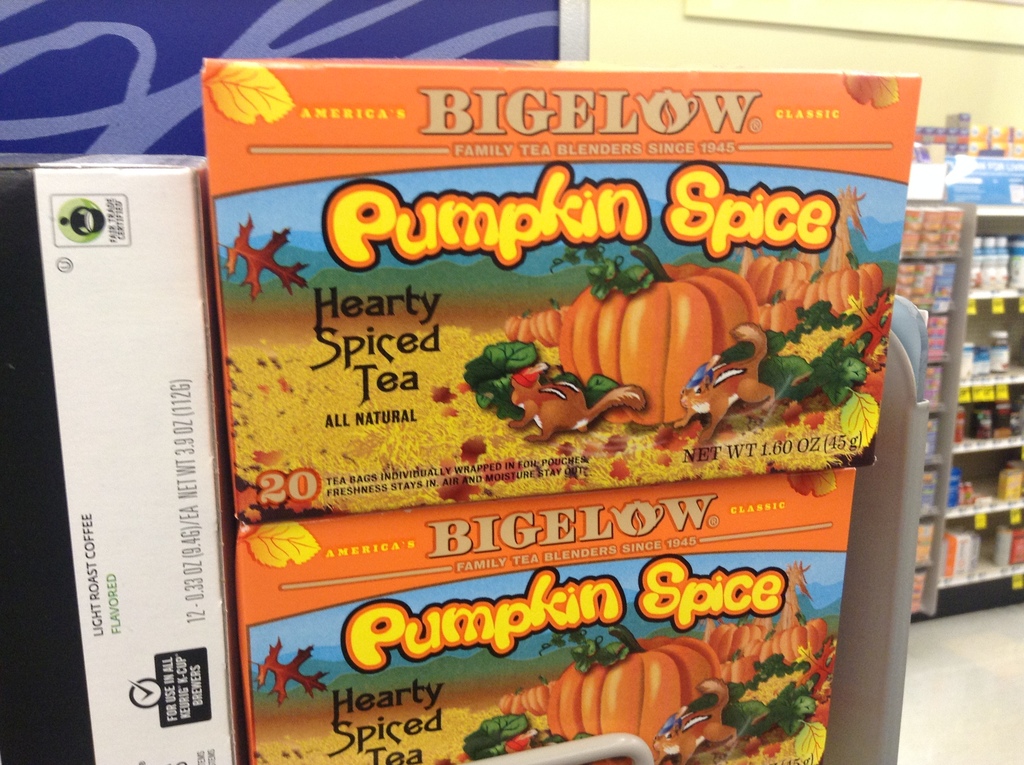 AMERICA'S BIGELOW® CLASSIC
FAMILY TEA BLENDERS SINCE 1945
Pumpkin Spice
Hearty
Spiced
Tea
ALL NATURAL
20 TEA BAGS INDIVIDUALLY WRAPPED IN FOIL POUCHES.
FRESHNESS STAYS IN. AIR AND MOISTURE STAY OUT.
NET WT 1.60 OZ (45g)
AMERICA'S BIGELOW® CLASSIC
FAMILY TEA BLENDERS SINCE 1945
Pumpkin Spice
Hearty
Spiced
Tea
FAIR TRADE
CERTIFIED
U
LIGHT ROAST COFFEE
FLAVORED
12 - 0.33 OZ (9.4G)/EA NET WT 3.9 OZ (112G)
FOR USE IN ALL
KEURIG® K-CUP®
BREWERS